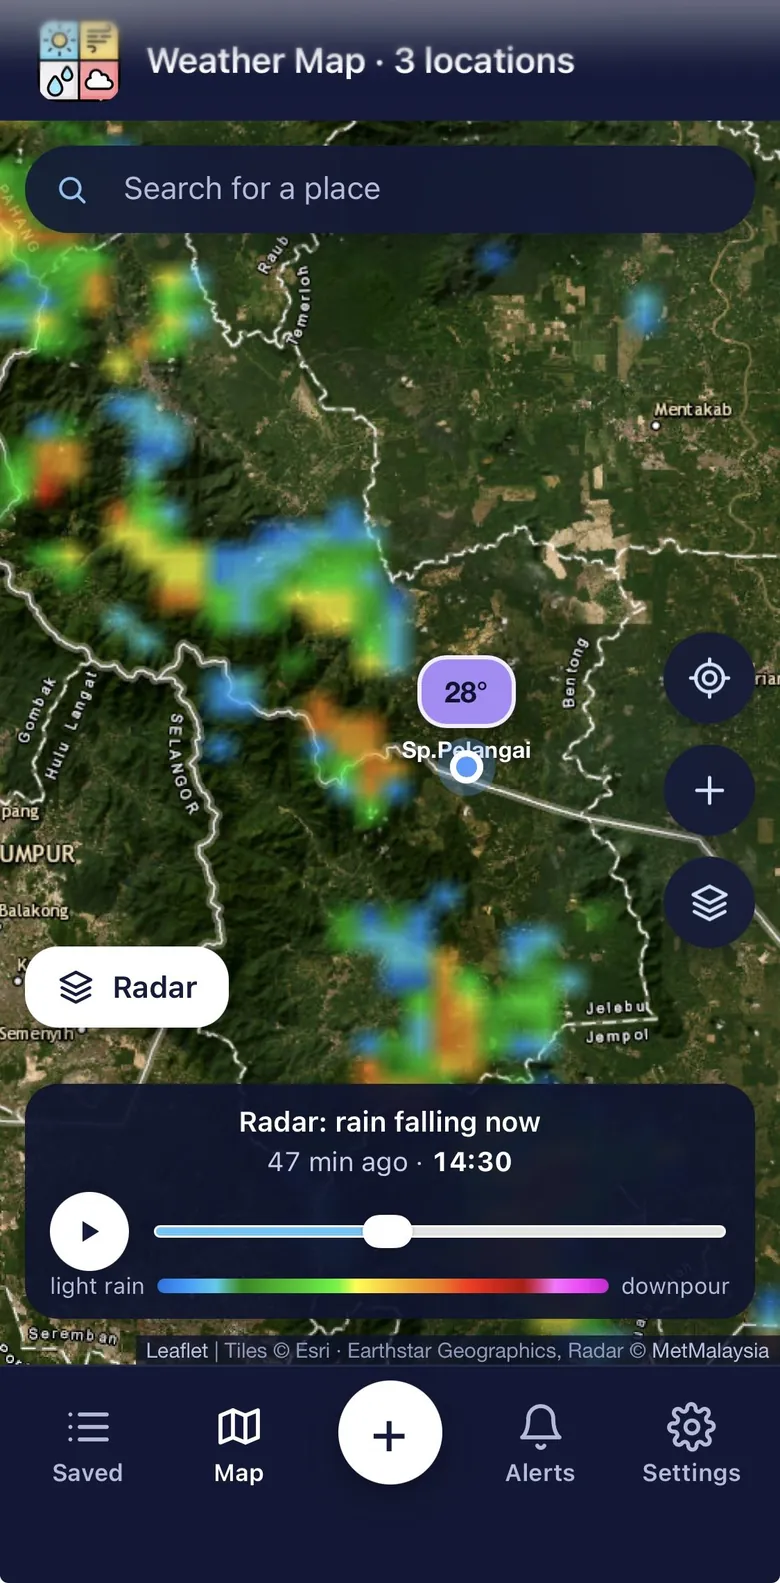 Weather Map · 3 locations
Search for a place
PAHANG
Raub
Temerloh
Mentakab
28°
Sp.Pelangai
Bentong
Gombak
Hulu Langat
SELANGOR
pang
UMPUR
Balakong
K
Radar
Semenyih
Jelebu
Jempol
Radar: rain falling now
47 min ago · 14:30
light rain
downpour
Seremban
Leaflet | Tiles © Esri · Earthstar Geographics, Radar © MetMalaysia
Saved
Map
Alerts
Settings